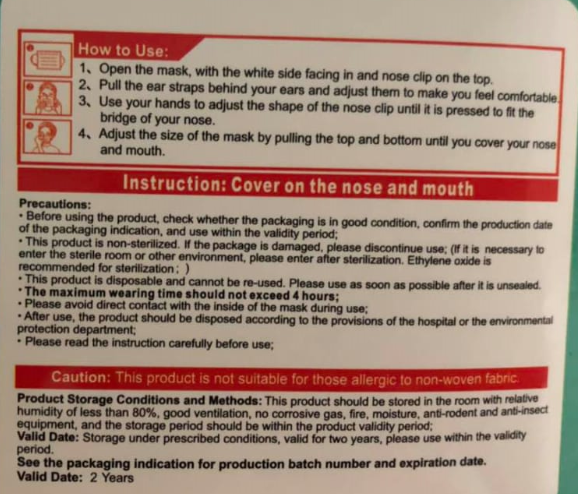 How to Use:
1、Open the mask, with the white side facing in and nose clip on the top.
2、Pull the ear straps behind your ears and adjust them to make you feel comfortable.
3、Use your hands to adjust the shape of the nose clip until it is pressed to fit the
bridge of your nose.
4、Adjust the size of the mask by pulling the top and bottom until you cover your nose
and mouth.
Instruction: Cover on the nose and mouth
Precautions:
· Before using the product, check whether the packaging is in good condition, confirm the production date
of the packaging indication, and use within the validity period;
· This product is non-sterilized. If the package is damaged, please discontinue use; (If it is necessary to
enter the sterile room or other environment, please enter after sterilization. Ethylene oxide is
recommended for sterilization; )
· This product is disposable and cannot be re-used. Please use as soon as possible after it is unsealed.
· The maximum wearing time should not exceed 4 hours;
· Please avoid direct contact with the inside of the mask during use;
· After use, the product should be disposed according to the provisions of the hospital or the environmental
protection department;
· Please read the instruction carefully before use;
Caution: This product is not suitable for those allergic to non-woven fabric.
Product Storage Conditions and Methods: This product should be stored in the room with relative
humidity of less than 80%, good ventilation, no corrosive gas, fire, moisture, anti-rodent and anti-insect
equipment, and the storage period should be within the product validity period;
Valid Date: Storage under prescribed conditions, valid for two years, please use within the validity
period.
See the packaging indication for production batch number and expiration date.
Valid Date: 2 Years